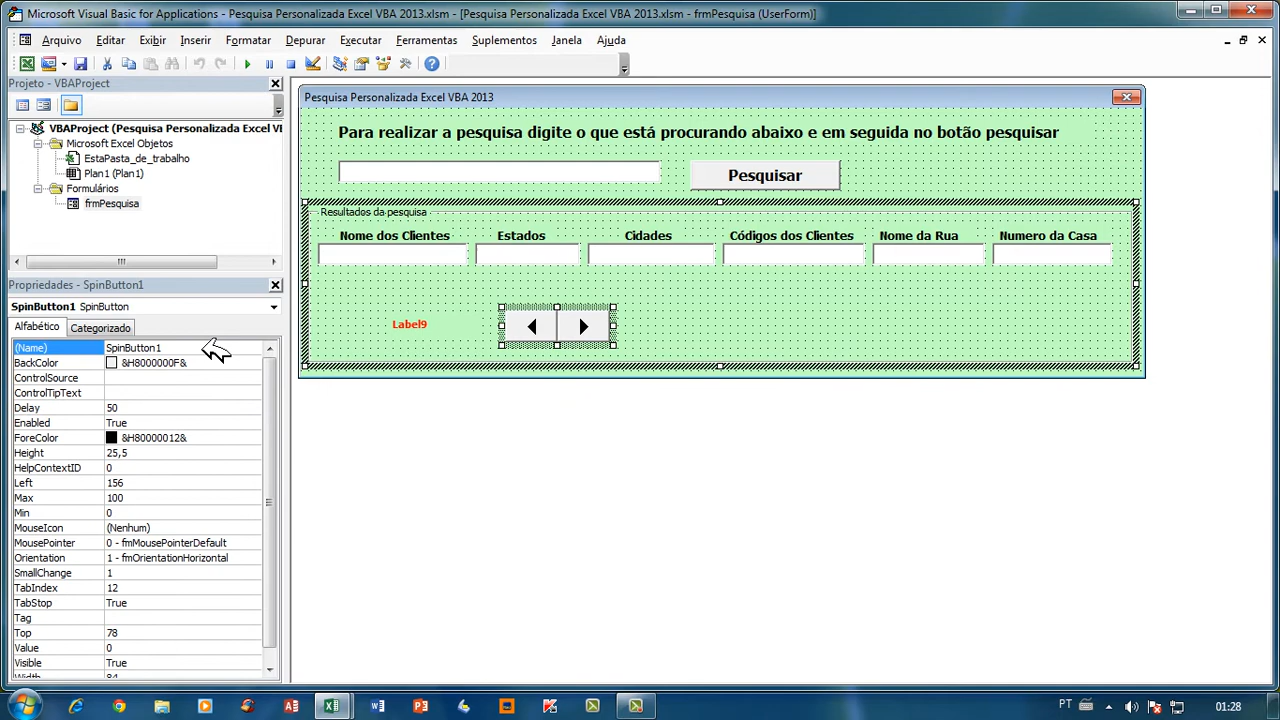 Microsoft Visual Basic for Applications - Pesquisa Personalizada Excel VBA 2013.xlsm - [Pesquisa Personalizada Excel VBA 2013.xlsm - frmPesquisa (UserForm)]
Arquivo Editar Exibir Inserir Formatar Depurar Executar Ferramentas Suplementos Janela Ajuda
Projeto - VBAProject
VBAProject (Pesquisa Personalizada Excel V
Microsoft Excel Objetos
EstaPasta_de_trabalho
Plan1 (Plan1)
Formulários
frmPesquisa
Propriedades - SpinButton1
SpinButton1 SpinButton
Alfabético Categorizado
(Name) SpinButton1
BackColor &H8000000F&
ControlSource
ControlTipText
Delay 50
Enabled True
ForeColor &H80000012&
Height 25,5
HelpContextID 0
Left 156
Max 100
Min 0
MouseIcon (Nenhum)
MousePointer 0 - fmMousePointerDefault
Orientation 1 - fmOrientationHorizontal
SmallChange 1
TabIndex 12
TabStop True
Tag
Top 78
Value 0
Visible True
Width 84
Pesquisa Personalizada Excel VBA 2013
Para realizar a pesquisa digite o que está procurando abaixo e em seguida no botão pesquisar
Pesquisar
Resultados da pesquisa
Nome dos Clientes Estados Cidades Códigos dos Clientes Nome da Rua Numero da Casa
Label9
PT 01:28